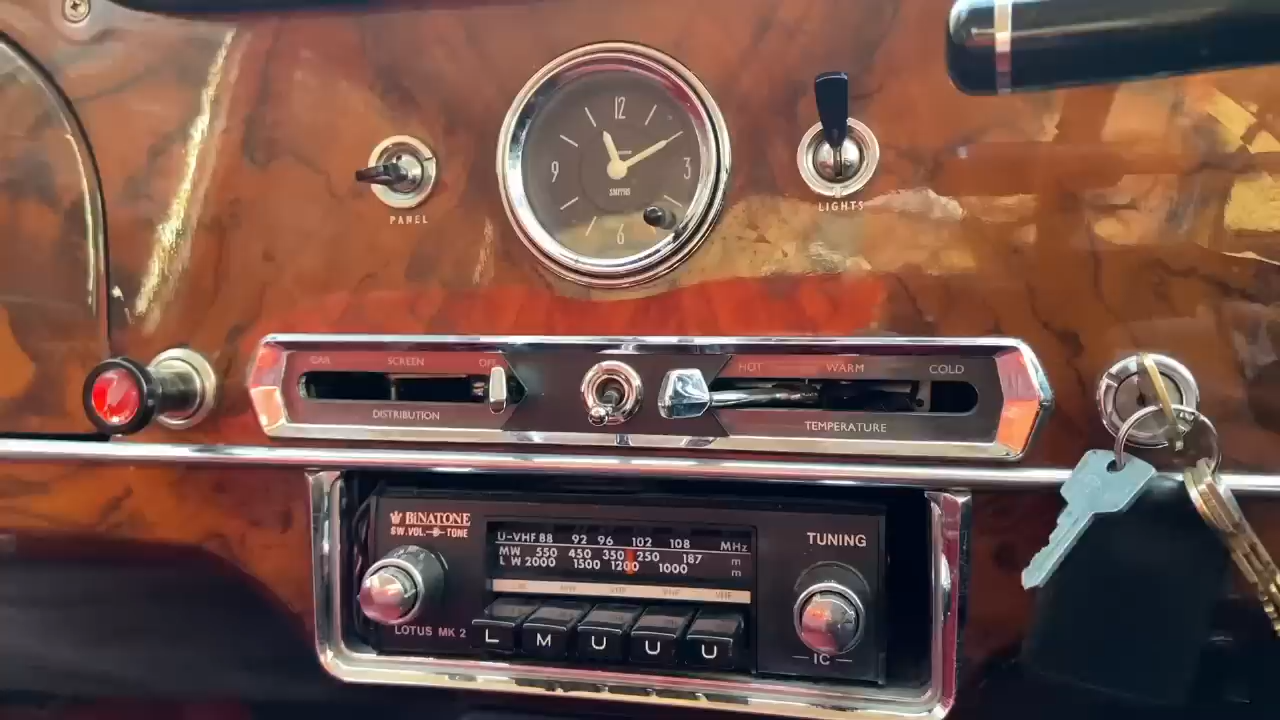 12
9
3
SMITHS
6
PANEL
LIGHTS
CAR SCREEN OFF
DISTRIBUTION
HOT WARM COLD
TEMPERATURE
BiNATONE
SW.VOL. TONE
LOTUS MK 2
U-VHF 88 92 96 102 108 MHz
MW 550 450 350 250 187 m
LW 2000 1500 1200 1000 m
VHF VHF
L M U U U
TUNING
IC